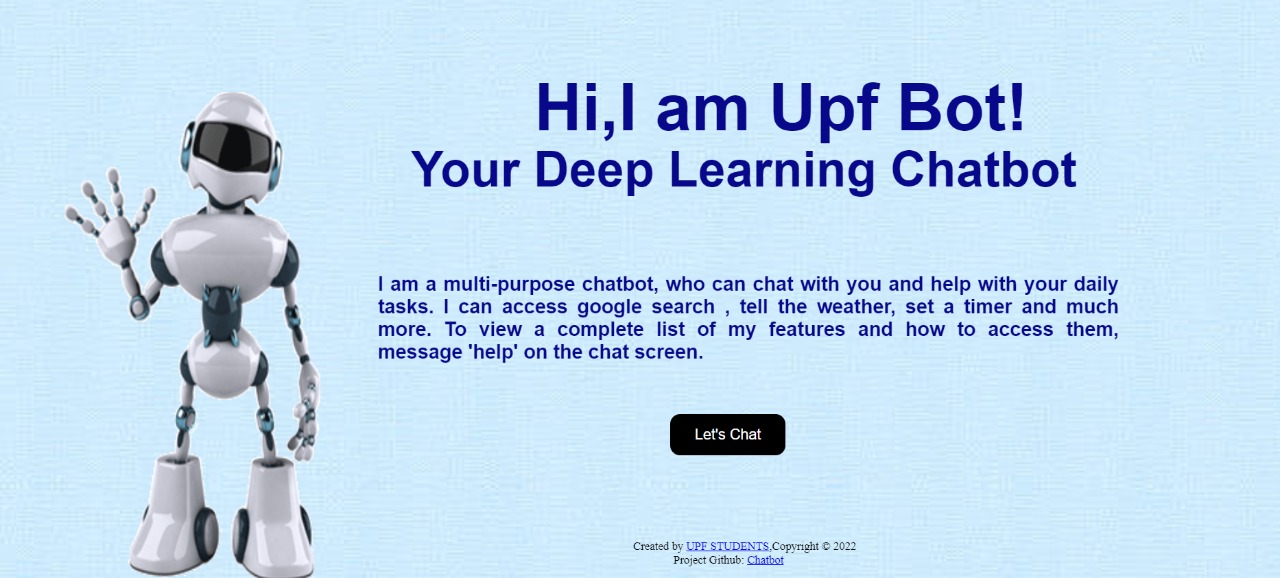 Hi,I am Upf Bot!
Your Deep Learning Chatbot
I am a multi-purpose chatbot, who can chat with you and help with your daily
tasks. I can access google search , tell the weather, set a timer and much
more. To view a complete list of my features and how to access them,
message 'help' on the chat screen.
Let's Chat
Created by UPF STUDENTS,Copyright © 2022
Project Github: Chatbot